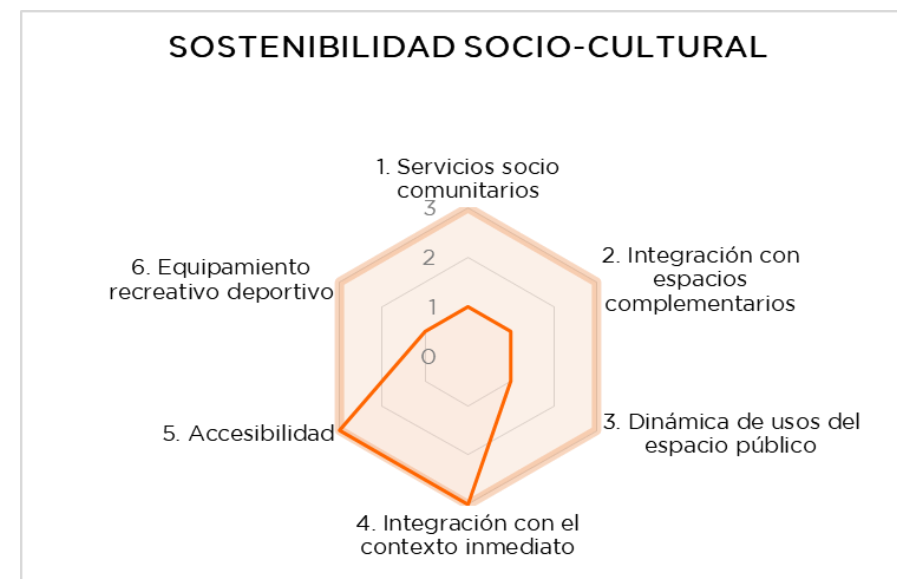 SOSTENIBILIDAD SOCIO-CULTURAL
1. Servicios socio
comunitarios
3
2
1
0
2. Integración con
espacios
complementarios
3. Dinámica de usos del
espacio público
4. Integración con el
contexto inmediato
5. Accesibilidad
6. Equipamiento
recreativo deportivo